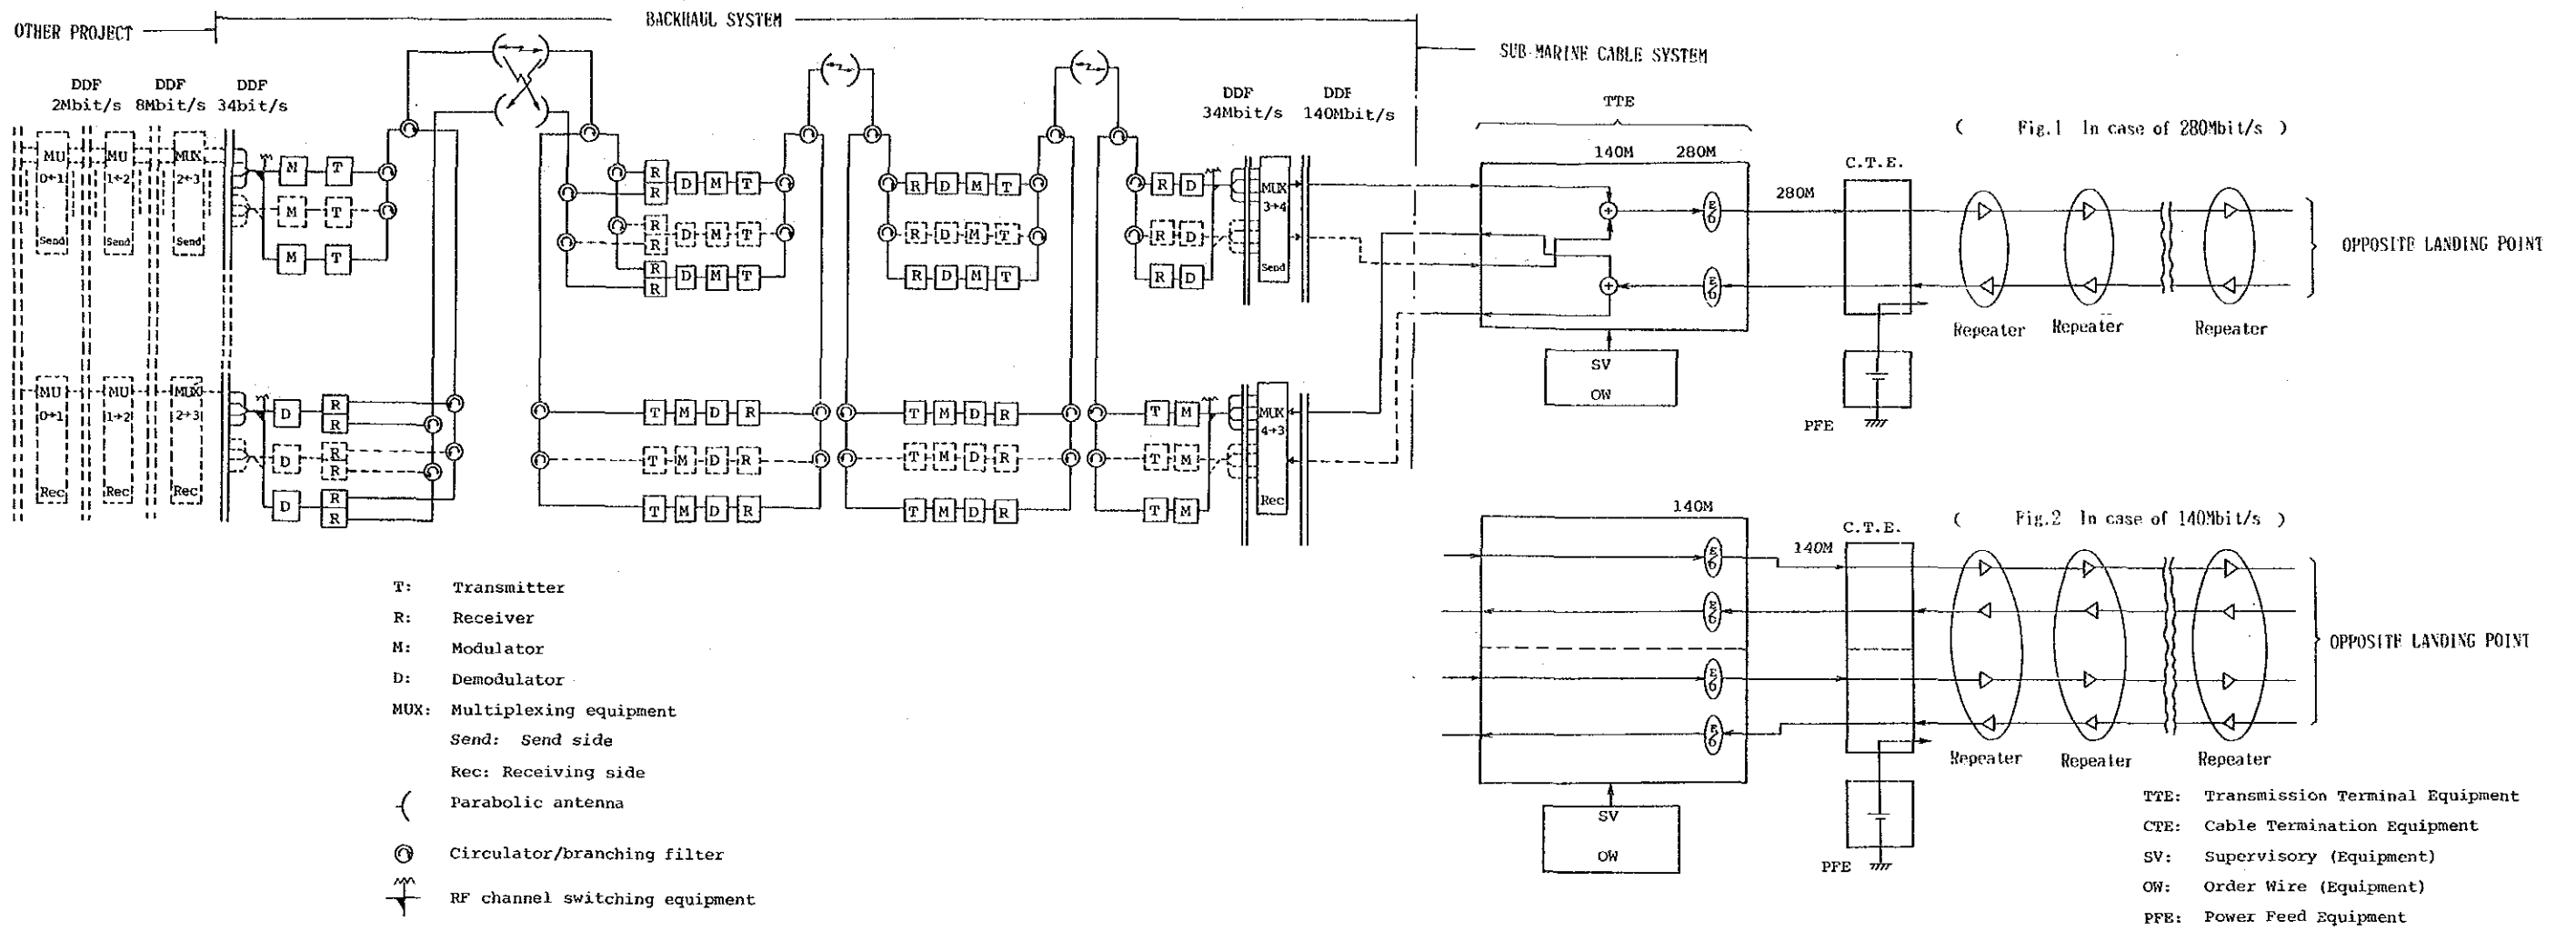 BACKHAUL SYSTEM
OTHER PROJECT
SUB-MARINE CABLE SYSTEM
DDF DDF DDF
2Mbit/s 8Mbit/s 34bit/s
DDF DDF
34Mbit/s 140Mbit/s
TTE
( Fig.1 In case of 280Mbit/s )
140M 280M
C.T.E.
MU MU MUX
0→1 1→2 2→3
Send Send Send
M T
M T
M T
R
R D M T
R
R D M T
R
R D M T
R D M T
R D M T
R D M T
R D
R D
R D
MUX
3→4
Send
E/O
280M
E/O
OPPOSITE LANDING POINT
Repeater Repeater Repeater
SV
OW
PFE
MU MU MUX
0→1 1→2 2→3
Rec Rec Rec
D R
R
D R
R
D R
R
T M D R
T M D R
T M D R
T M D R
T M D R
T M D R
T M
T M
T M
MUX
4→3
Rec
140M
C.T.E.
( Fig.2 In case of 140Mbit/s )
E/O
140M
E/O
E/O
E/O
OPPOSITE LANDING POINT
Repeater Repeater Repeater
SV
OW
PFE
T: Transmitter
R: Receiver
M: Modulator
D: Demodulator
MUX: Multiplexing equipment
Send: Send side
Rec: Receiving side
Parabolic antenna
Circulator/branching filter
RF channel switching equipment
TTE: Transmission Terminal Equipment
CTE: Cable Termination Equipment
SV: Supervisory (Equipment)
OW: Order Wire (Equipment)
PFE: Power Feed Equipment